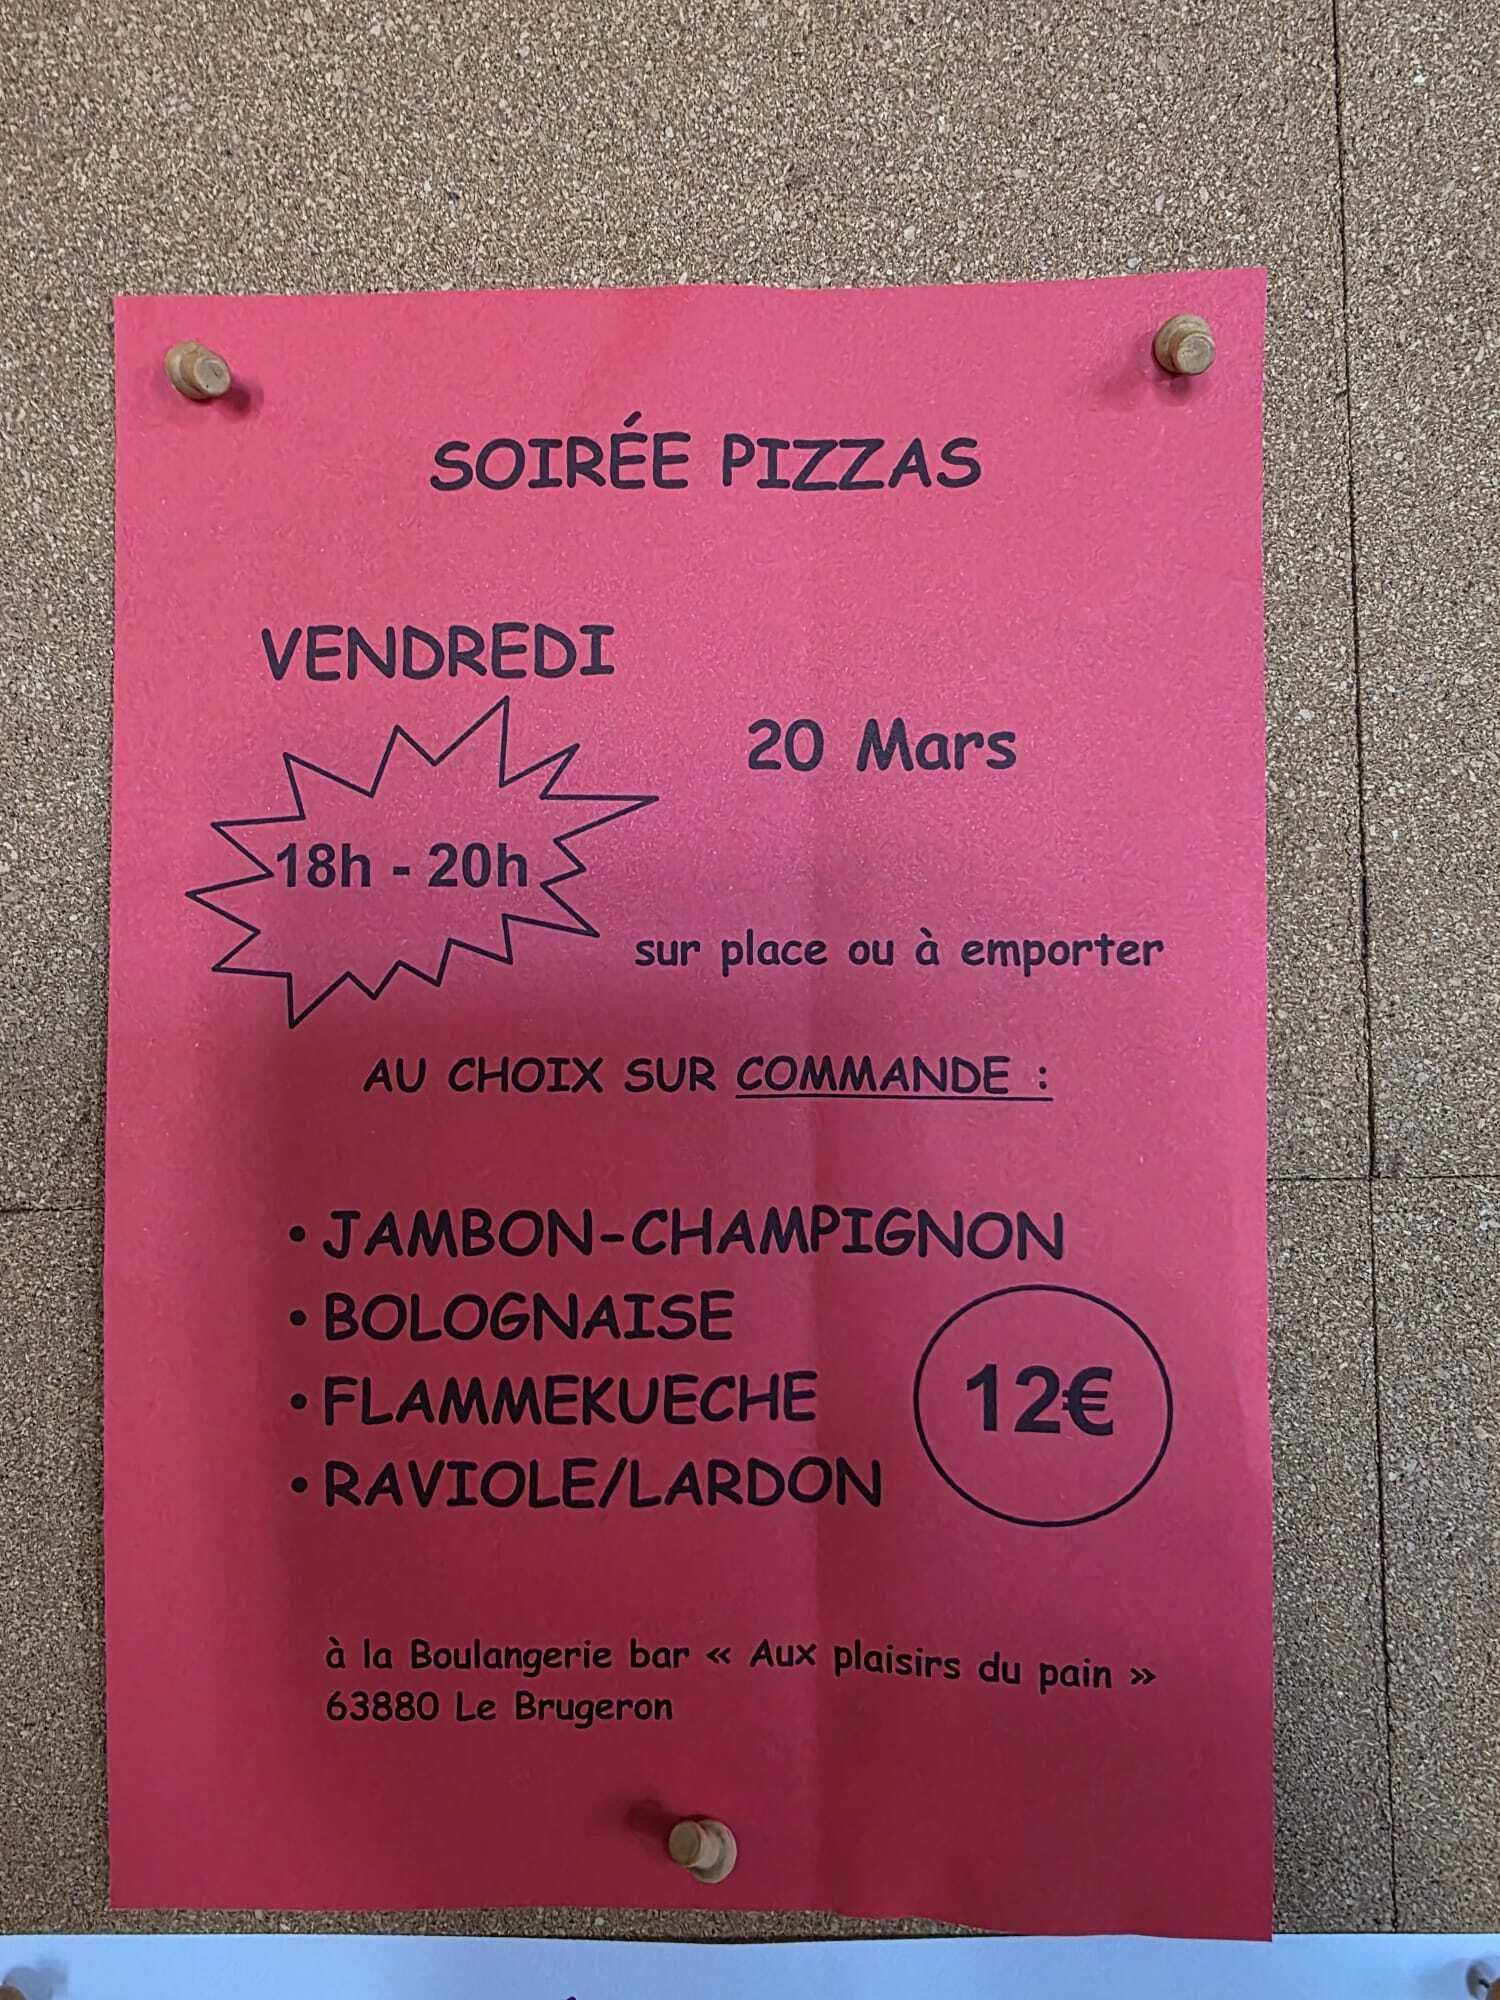 SOIRÉE PIZZAS
VENDREDI
20 Mars
18h - 20h
sur place ou à emporter
AU CHOIX SUR COMMANDE :
• JAMBON-CHAMPIGNON
• BOLOGNAISE
• FLAMMEKUECHE
• RAVIOLE/LARDON
12€
à la Boulangerie bar « Aux plaisirs du pain »
63880 Le Brugeron